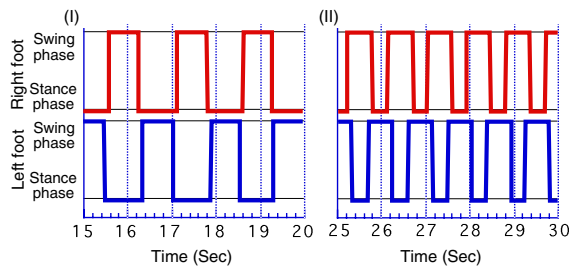 (I)
(II)
Right foot
Swing
phase
Stance
phase
Left foot
Swing
phase
Stance
phase
15 16 17 18 19 20
25 26 27 28 29 30
Time (Sec)
Time (Sec)